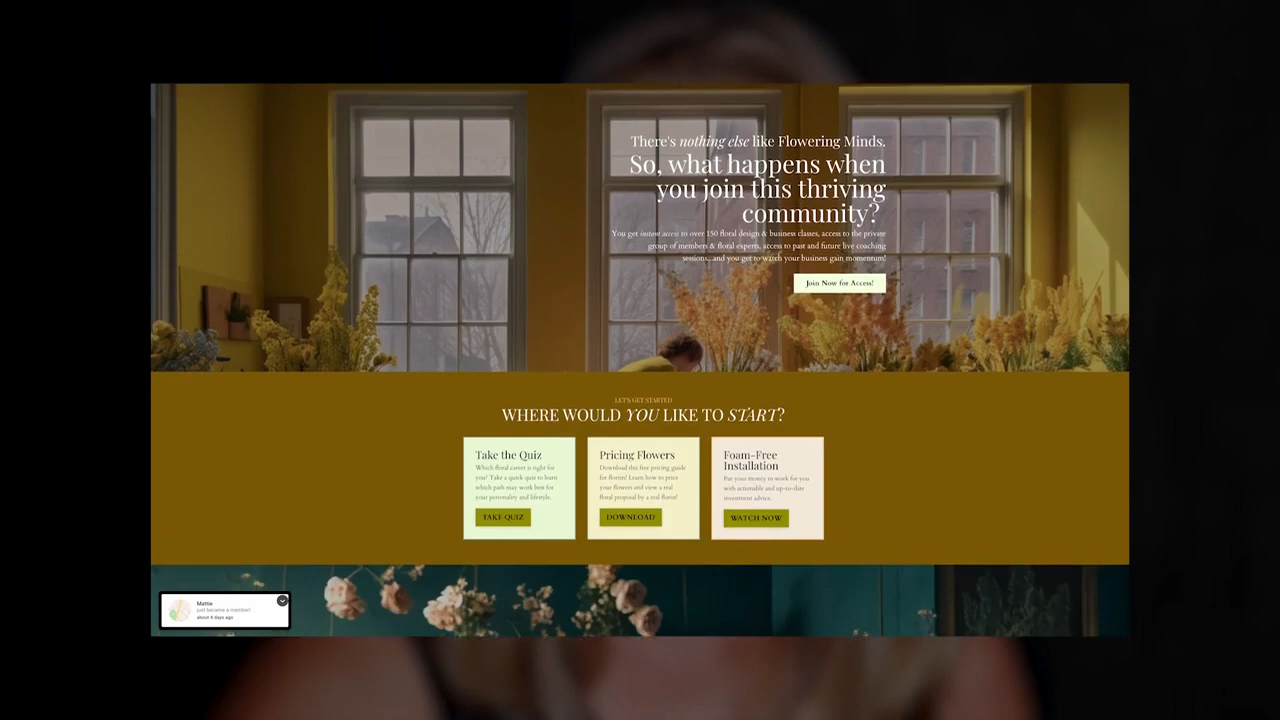 There's nothing else like Flowering Minds.
So, what happens when
you join this thriving
community?
You get instant access to over 150 floral design & business classes, access to the private
group of members & floral experts, access to past and future live coaching
sessions...and you get to watch your business gain momentum!
Join Now for Access!
LET'S GET STARTED
WHERE WOULD YOU LIKE TO START?
Take the Quiz
Which floral career is right for
you? Take a quick quiz to learn
which path may work best for
your personality and lifestyle.
TAKE QUIZ
Pricing Flowers
Download this free pricing guide
for florists! Learn how to price
your flowers and view a real
floral proposal by a real florist!
DOWNLOAD
Foam-Free
Installation
Put your money to work for you
with actionable and up-to-date
investment advice.
WATCH NOW
Mattie
just became a member!
about 4 days ago